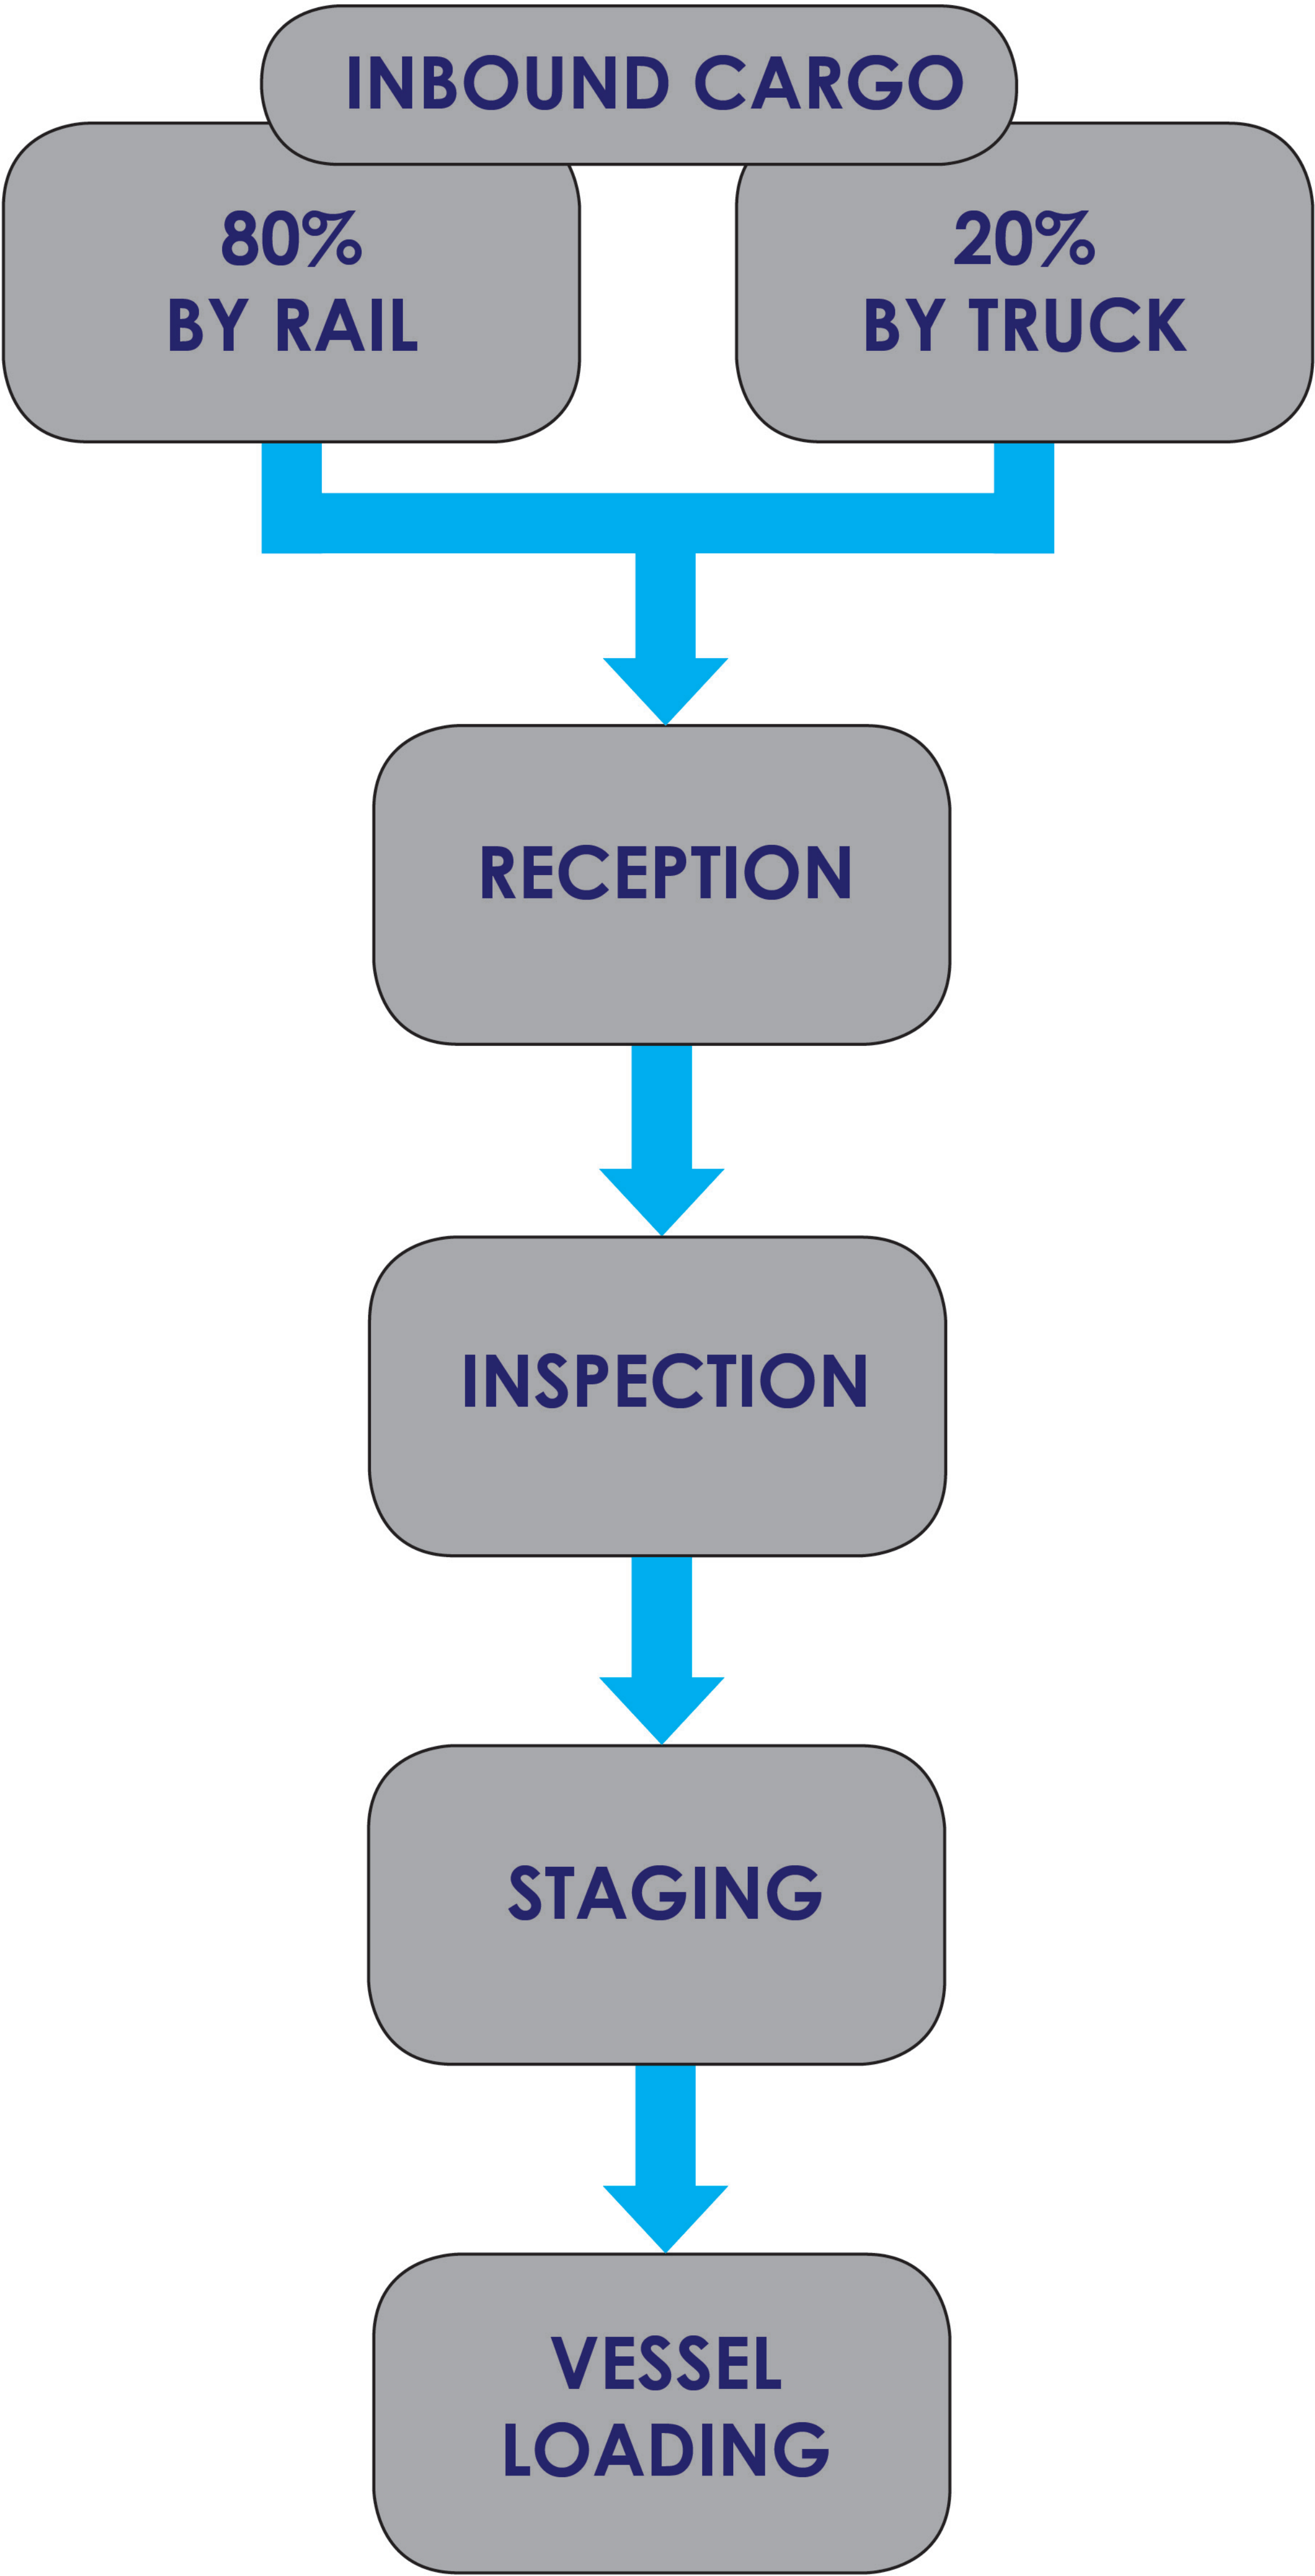 INBOUND CARGO
80%
BY RAIL
20%
BY TRUCK
RECEPTION
INSPECTION
STAGING
VESSEL
LOADING